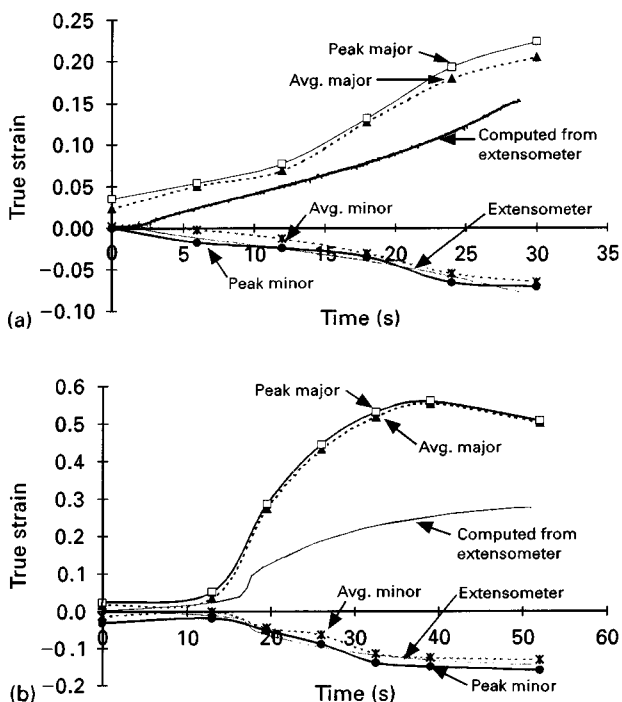 0.25
0.20
0.15
0.10
0.05
0.00
−0.05
−0.10
True strain
Peak major
Avg. major
Computed from
extensometer
Avg. minor
Extensometer
Peak minor
0 5 10 15 20 25 30 35
Time (s)
(a)
0.6
0.5
0.4
0.3
0.2
0.1
0.0
−0.1
−0.2
True strain
Peak major
Avg. major
Computed from
extensometer
Avg. minor
Extensometer
Peak minor
0 10 20 30 40 50 60
Time (s)
(b)